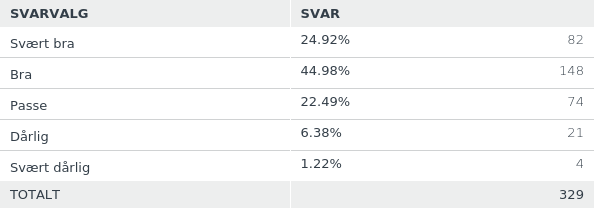 SVARVALG SVAR
Svært bra 24.92% 82
Bra 44.98% 148
Passe 22.49% 74
Dårlig 6.38% 21
Svært dårlig 1.22% 4
TOTALT 329